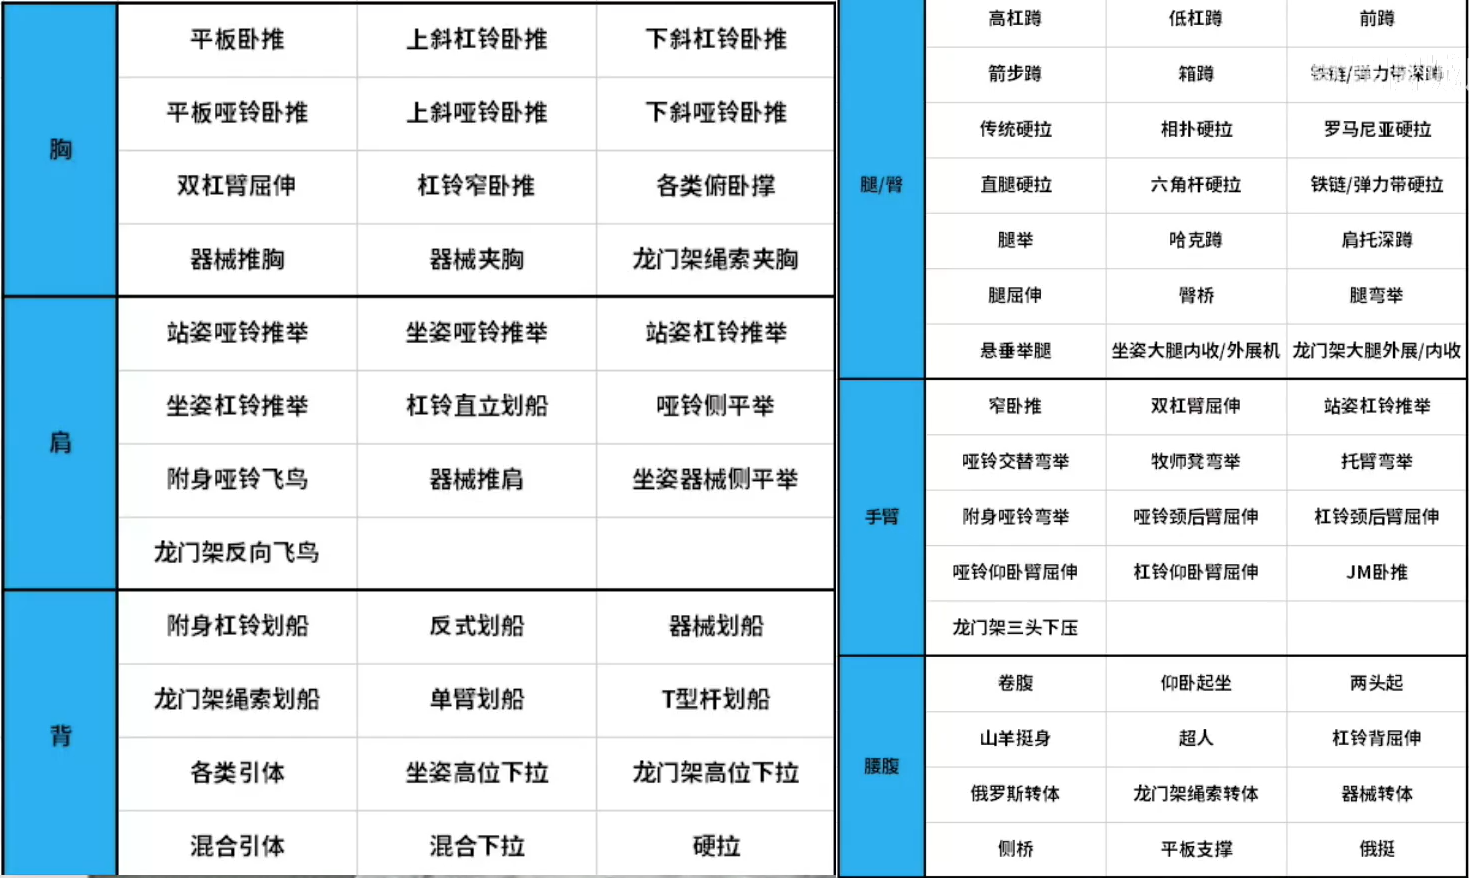 胸
平板卧推 上斜杠铃卧推 下斜杠铃卧推
平板哑铃卧推 上斜哑铃卧推 下斜哑铃卧推
双杠臂屈伸 杠铃窄卧推 各类俯卧撑
器械推胸 器械夹胸 龙门架绳索夹胸
肩
站姿哑铃推举 坐姿哑铃推举 站姿杠铃推举
坐姿杠铃推举 杠铃直立划船 哑铃侧平举
附身哑铃飞鸟 器械推肩 坐姿器械侧平举
龙门架反向飞鸟
背
附身杠铃划船 反式划船 器械划船
龙门架绳索划船 单臂划船 T型杆划船
各类引体 坐姿高位下拉 龙门架高位下拉
混合引体 混合下拉 硬拉
腿/臀
高杠蹲 低杠蹲 前蹲
箭步蹲 箱蹲 铁链/弹力带深蹲
传统硬拉 相扑硬拉 罗马尼亚硬拉
直腿硬拉 六角杆硬拉 铁链/弹力带硬拉
腿举 哈克蹲 肩托深蹲
腿屈伸 臀桥 腿弯举
悬垂举腿 坐姿大腿内收/外展机 龙门架大腿外展/内收
手臂
窄卧推 双杠臂屈伸 站姿杠铃推举
哑铃交替弯举 牧师凳弯举 托臂弯举
附身哑铃弯举 哑铃颈后臂屈伸 杠铃颈后臂屈伸
哑铃仰卧臂屈伸 杠铃仰卧臂屈伸 JM卧推
龙门架三头下压
腰腹
卷腹 仰卧起坐 两头起
山羊挺身 超人 杠铃背屈伸
俄罗斯转体 龙门架绳索转体 器械转体
侧桥 平板支撑 俄挺